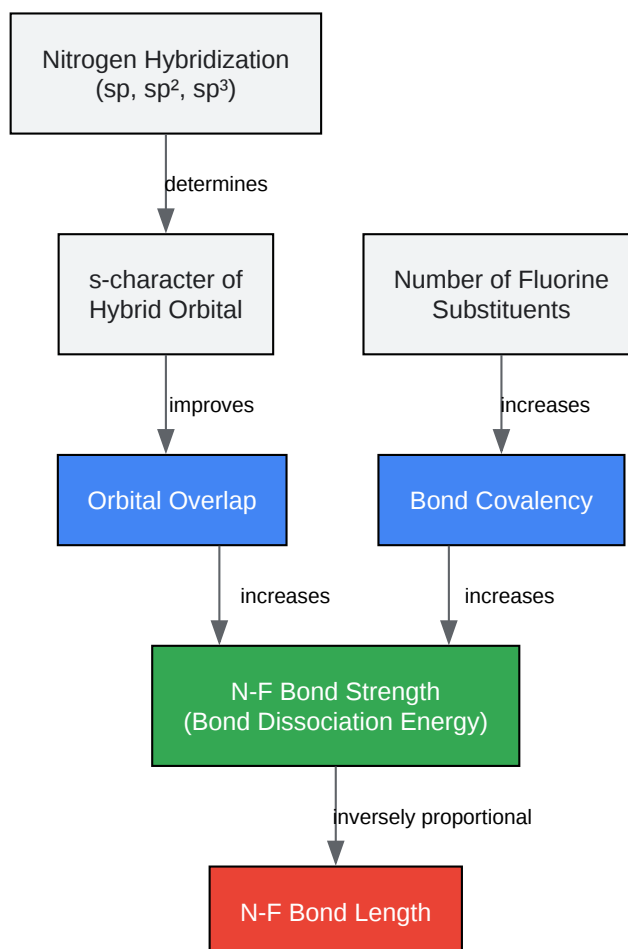 Nitrogen Hybridization
(sp, sp², sp³)
determines
s-character of
Hybrid Orbital
Number of Fluorine
Substituents
improves
increases
Orbital Overlap
Bond Covalency
increases
increases
N-F Bond Strength
(Bond Dissociation Energy)
inversely proportional
N-F Bond Length